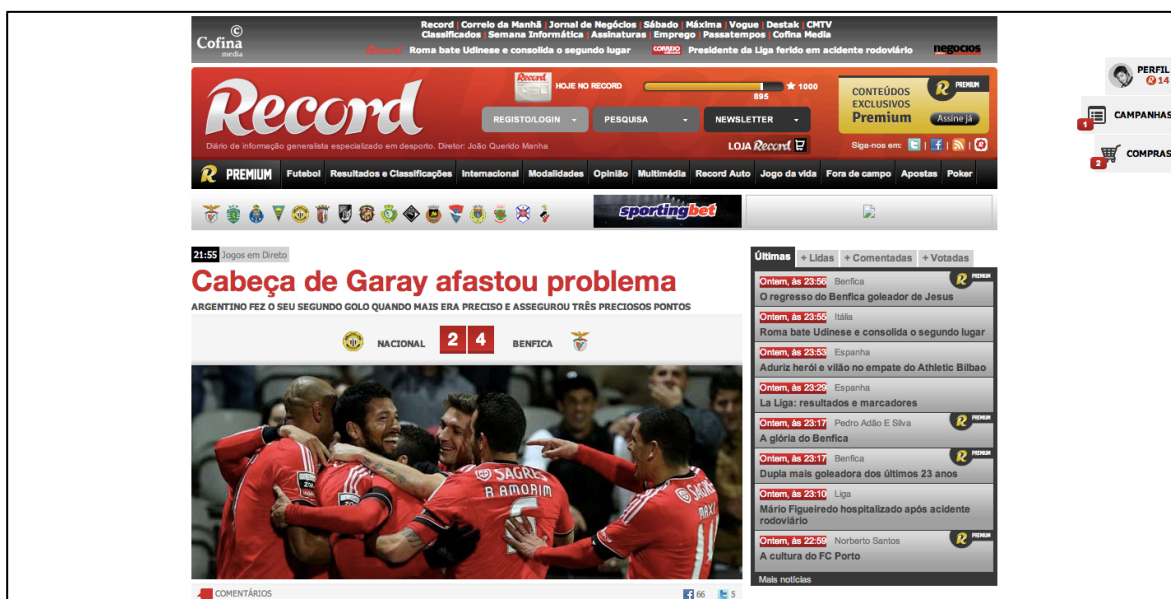 ©
Cofina
media
Record | Correio da Manhã | Jornal de Negócios | Sábado | Máxima | Vogue | Destak | CMTV
Classificados | Semana Informática | Assinaturas | Emprego | Passatempos | Cofina Media
Record Roma bate Udinese e consolida o segundo lugar CORREIO Presidente da Liga ferido em acidente rodoviário negocios
Record
Diário de informação generalista especializado em desporto. Diretor: João Querido Manha
Record HOJE NO RECORD
895
1000
REGISTO/LOGIN PESQUISA NEWSLETTER
LOJA Record
CONTEÚDOS
EXCLUSIVOS
Premium
R PREMIUM
Assine já
Siga-nos em:
PERFIL
14
CAMPANHAS
1
COMPRAS
2
R PREMIUM Futebol Resultados e Classificações Internacional Modalidades Opinião Multimédia Record Auto Jogo da vida Fora de campo Apostas Poker
sportingbet
21:55 Jogos em Direto
Cabeça de Garay afastou problema
ARGENTINO FEZ O SEU SEGUNDO GOLO QUANDO MAIS ERA PRECISO E ASSEGUROU TRÊS PRECIOSOS PONTOS
NACIONAL 2 4 BENFICA
SAGRES
R AMORIM
SAGRES
MAXI
COMENTÁRIOS
66 5
Últimas + Lidas + Comentadas + Votadas
Ontem, às 23:56 Benfica R PREMIUM
O regresso do Benfica goleador de Jesus
Ontem, às 23:55 Itália
Roma bate Udinese e consolida o segundo lugar
Ontem, às 23:53 Espanha
Aduriz herói e vilão no empate do Athletic Bilbao
Ontem, às 23:29 Espanha
La Liga: resultados e marcadores
Ontem, às 23:17 Pedro Adão E Silva R PREMIUM
A glória do Benfica
Ontem, às 23:17 Benfica R PREMIUM
Dupla mais goleadora dos últimos 23 anos
Ontem, às 23:10 Liga
Mário Figueiredo hospitalizado após acidente
rodoviário
Ontem, às 22:59 Norberto Santos R PREMIUM
A cultura do FC Porto
Mais notícias